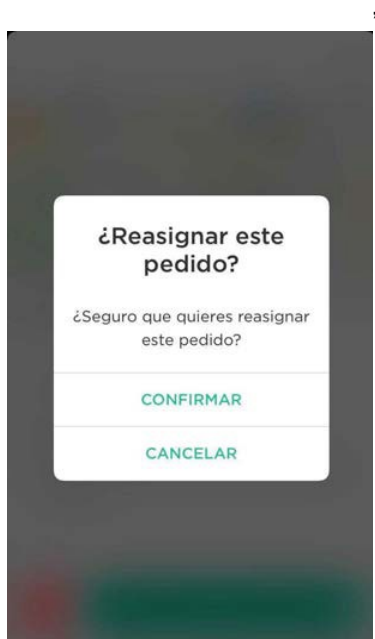 ¿Reasignar este
pedido?
¿Seguro que quieres reasignar
este pedido?
CONFIRMAR
CANCELAR